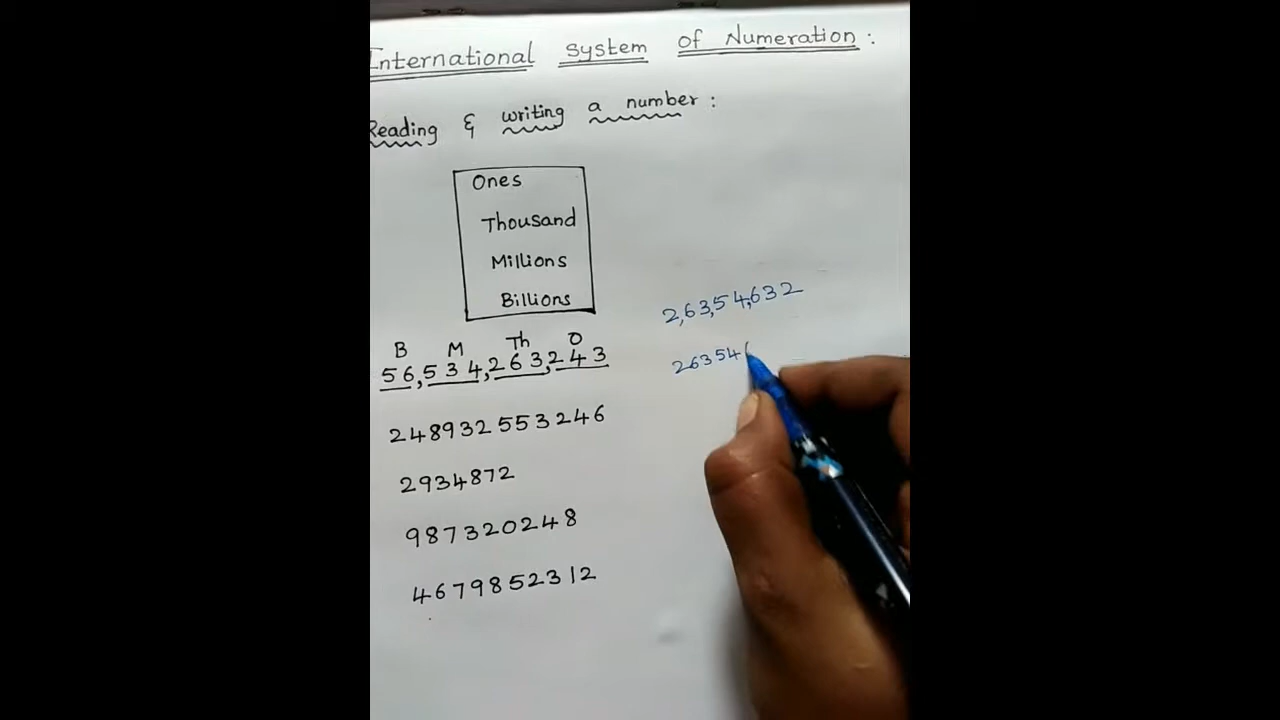 International system of Numeration :
Reading & writing a number :
Ones
Thousand
Millions
Billions
2,63,54,632
B M Th O
56,534,263,243
26354
248932553246
2934872
987320248
4679852312